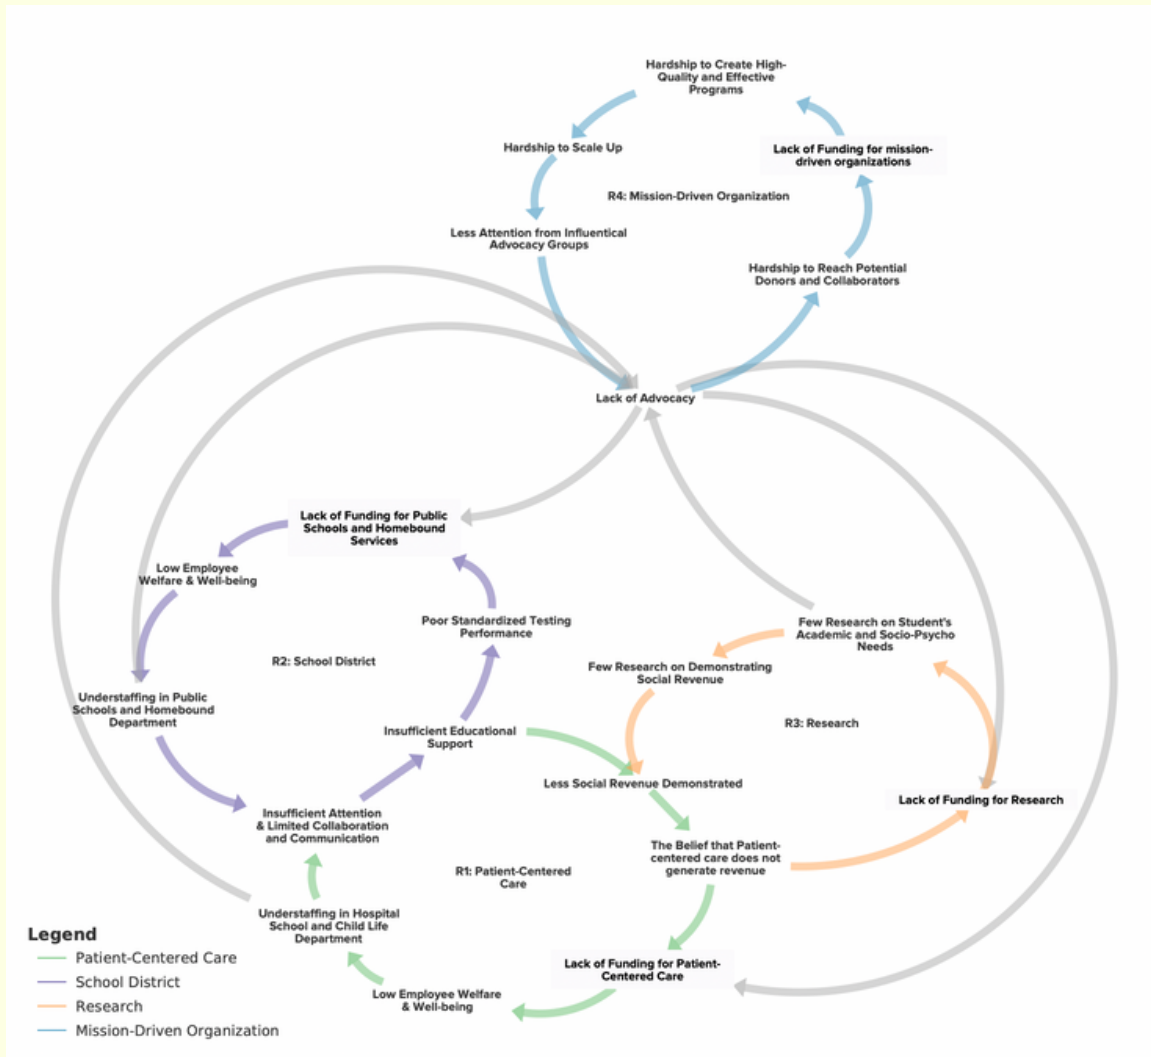 Hardship to Create High-
Quality and Effective
Programs
Hardship to Scale Up
Lack of Funding for mission-
driven organizations
R4: Mission-Driven Organization
Less Attention from Influentical
Advocacy Groups
Hardship to Reach Potential
Donors and Collaborators
Lack of Advocacy
Lack of Funding for Public
Schools and Homebound
Services
Low Employee
Welfare & Well-being
Poor Standardized Testing
Performance
Few Research on Student's
Academic and Socio-Psycho
Needs
R2: School District
Few Research on Demonstrating
Social Revenue
Understaffing in Public
Schools and Homebound
Department
R3: Research
Insufficient Educational
Support
Less Social Revenue Demonstrated
Lack of Funding for Research
Insufficient Attention
& Limited Collaboration
and Communication
The Belief that Patient-
centered care does not
generate revenue
R1: Patient-Centered
Care
Understaffing in Hospital
School and Child Life
Department
Lack of Funding for Patient-
Centered Care
Low Employee Welfare
& Well-being
Legend
Patient-Centered Care
School District
Research
Mission-Driven Organization